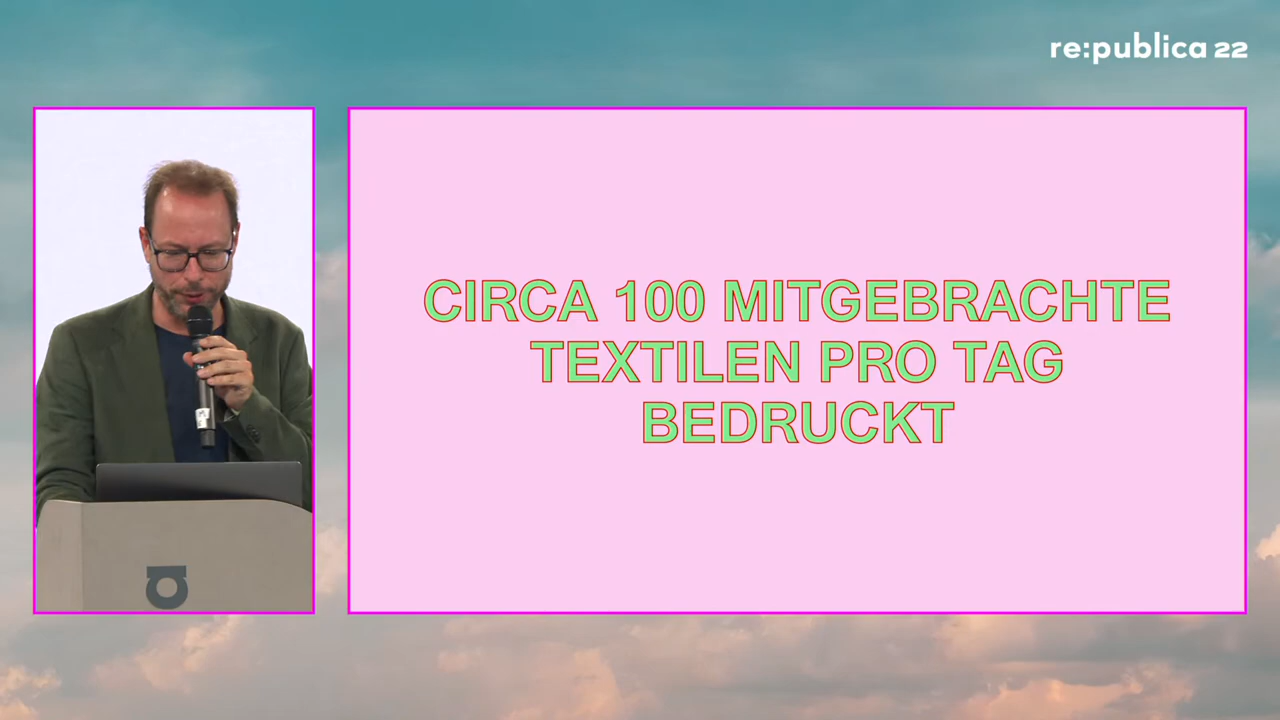 re:publica 22
CIRCA 100 MITGEBRACHTE
TEXTILEN PRO TAG
BEDRUCKT